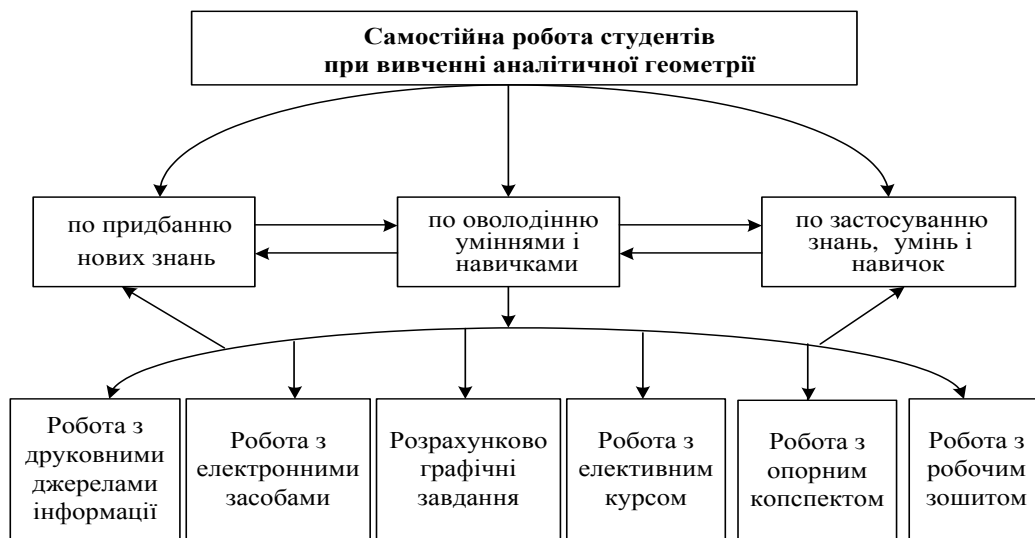 Самостійна робота студентів
при вивченні аналітичної геометрії
по придбанню
нових знань
по оволодінню
уміннями і
навичками
по застосуванню
знань, умінь і
навичок
Робота з
друковними
джерелами
інформації
Робота з
електронними
засобами
Розрахунково
графічні
завдання
Робота з
елективним
курсом
Робота з
опорним
копспектом
Робота з
робочим
зошитом